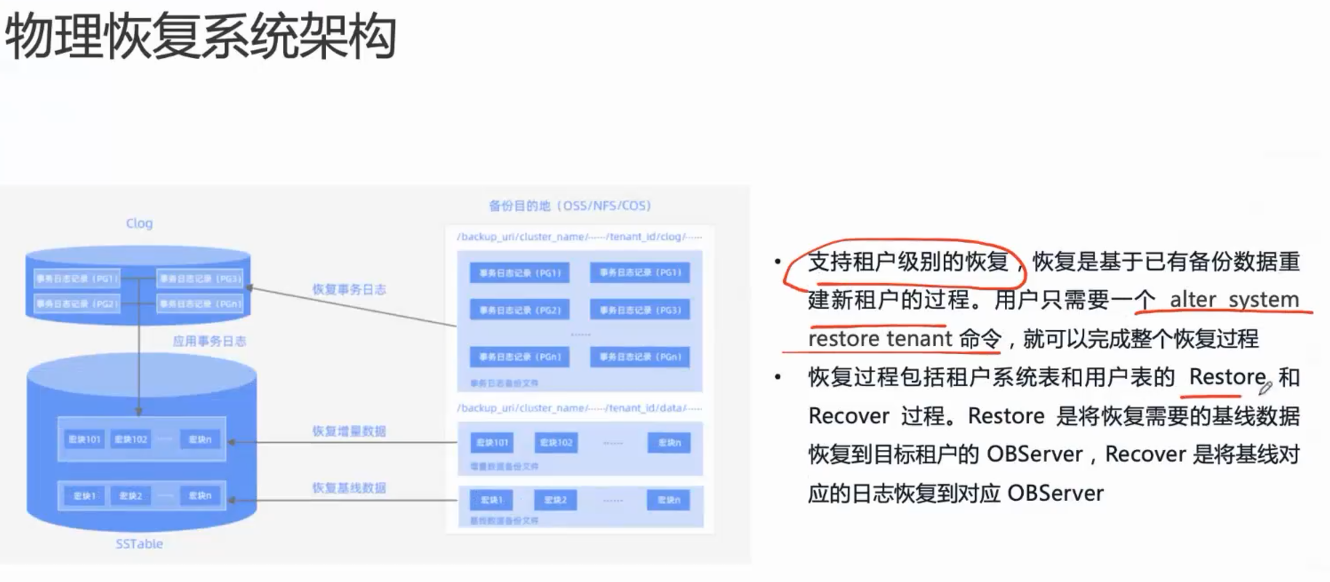 物理恢复系统架构
备份目的地（OSS/NFS/COS）
Clog
/backup_uri/cluster_name/-----/tenant_id/clog/-----
事务日志记录（PG1） 事务日志记录（PG3）
事务日志记录（PG2） 事务日志记录（PGn）
恢复事务日志
应用事务日志
事务日志记录（PG1） 事务日志记录（PG1）
事务日志记录（PG2） 事务日志记录（PG3）
……
事务日志记录（PGn） 事务日志记录（PGn）
事务日志备份文件
/backup_uri/cluster_name/-----/tenant_id/data/-----
宏块101 宏块102 …… 宏块n
恢复增量数据
宏块101 宏块102 …… 宏块n
增量数据备份文件
宏块1 宏块2 …… 宏块n
恢复基线数据
宏块1 宏块2 …… 宏块n
基线数据备份文件
SSTable
• 支持租户级别的恢复，恢复是基于已有备份数据重
建新租户的过程。用户只需要一个 alter system
restore tenant 命令，就可以完成整个恢复过程
• 恢复过程包括租户系统表和用户表的 Restore 和
Recover 过程。Restore 是将恢复需要的基线数据
恢复到目标租户的 OBServer，Recover 是将基线对
应的日志恢复到对应 OBServer